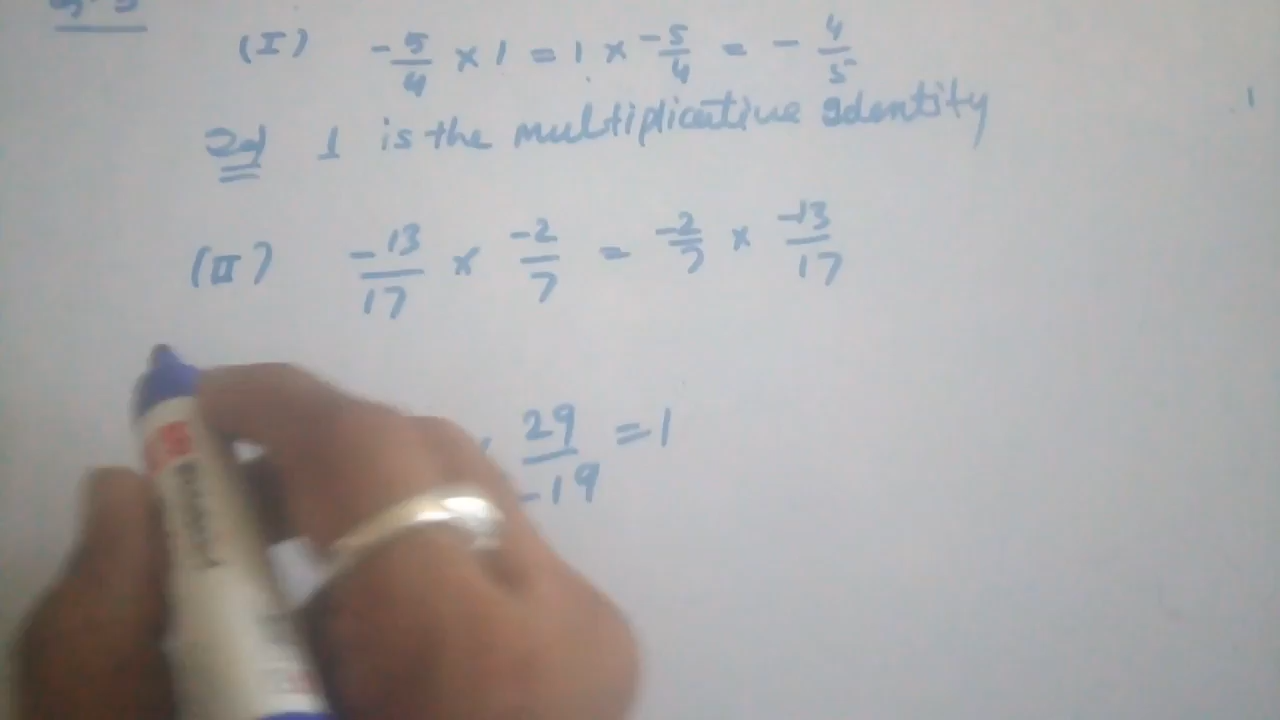 (I) -5/4 × 1 = 1 × -5/4 = - 4/5
1 is the multiplicative Identity
(II) -13/17 × -2/7 = -2/7 × -13/17
29/-19 = 1